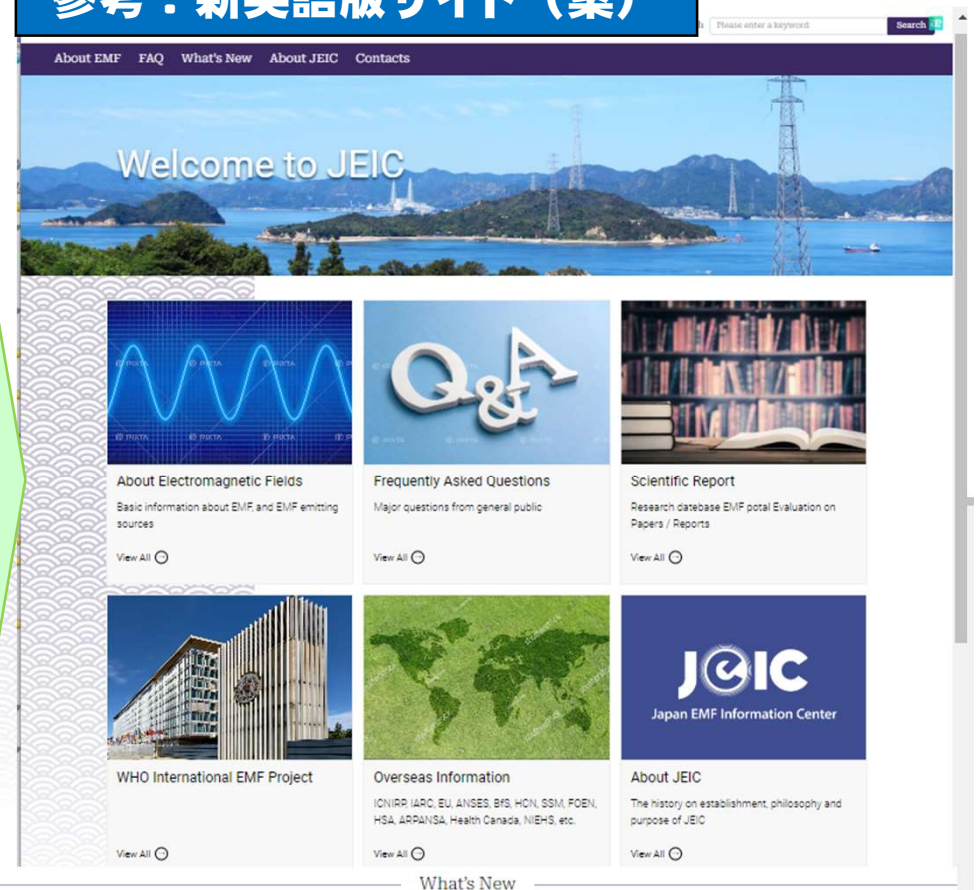 参考：新英語版サイト（案）
Please enter a keyword
Search
About EMF FAQ What's New About JEIC Contacts
Welcome to JEIC
About Electromagnetic Fields
Basic information about EMF, and EMF emitting
sources
View All
Q&A
Frequently Asked Questions
Major questions from general public
View All
Scientific Report
Research datebase EMF potal Evaluation on
Papers / Reports
View All
WHO International EMF Project
View All
Overseas Information
ICNIRP, IARC, EU, ANSES, BfS, HCN, SSM, FOEN,
HSA, ARPANSA, Health Canada, NIEHS, etc.
View All
JEIC
Japan EMF Information Center
About JEIC
The history on establishment, philosophy and
purpose of JEIC
View All
What's New